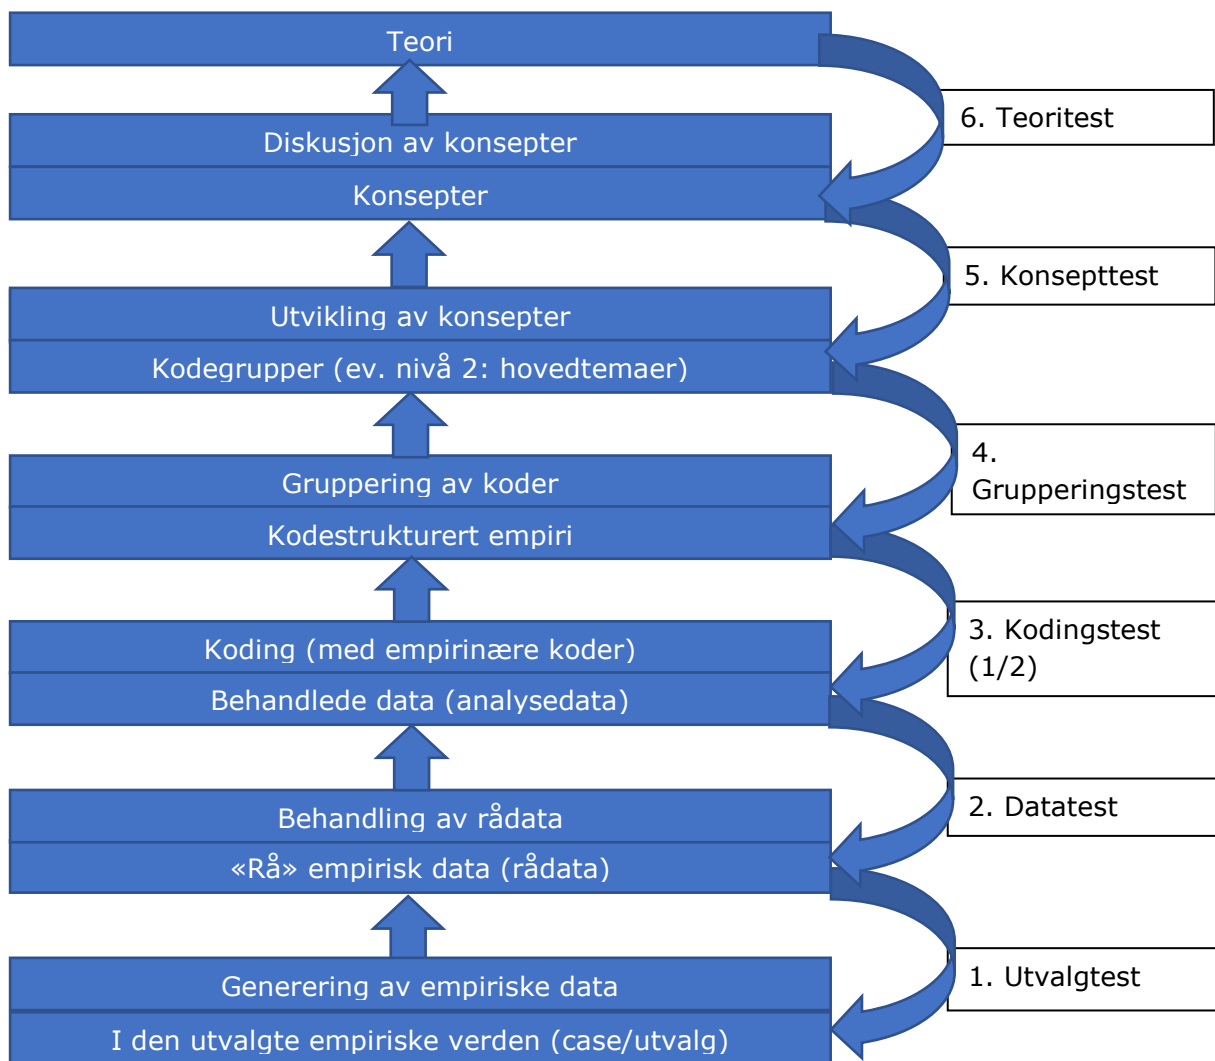 Teori
6. Teoritest
Diskusjon av konsepter
Konsepter
5. Konsepttest
Utvikling av konsepter
Kodegrupper (ev. nivå 2: hovedtemaer)
4.
Grupperingstest
Gruppering av koder
Kodestrukturert empiri
3. Kodingstest
(1/2)
Koding (med empirinære koder)
Behandlede data (analysedata)
2. Datatest
Behandling av rådata
«Rå» empirisk data (rådata)
1. Utvalgtest
Generering av empiriske data
I den utvalgte empiriske verden (case/utvalg)